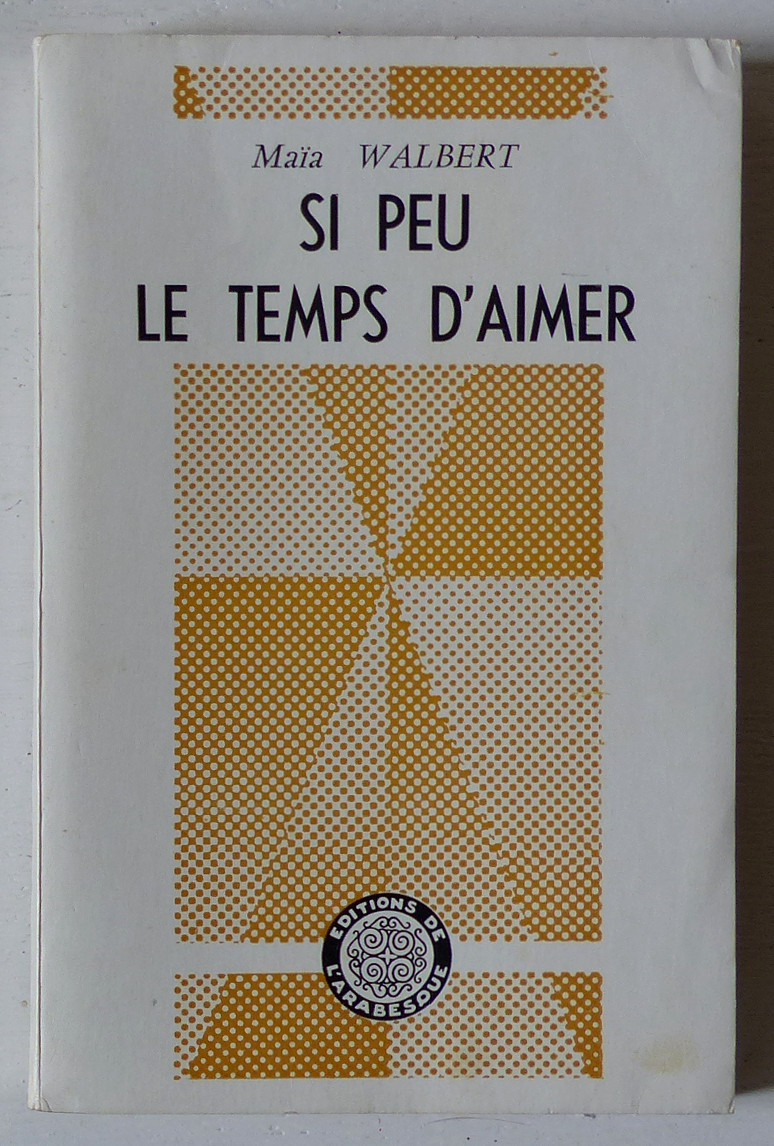 Maïa WALBERT
SI PEU
LE TEMPS D'AIMER
EDITIONS DE
L'ARABESQUE